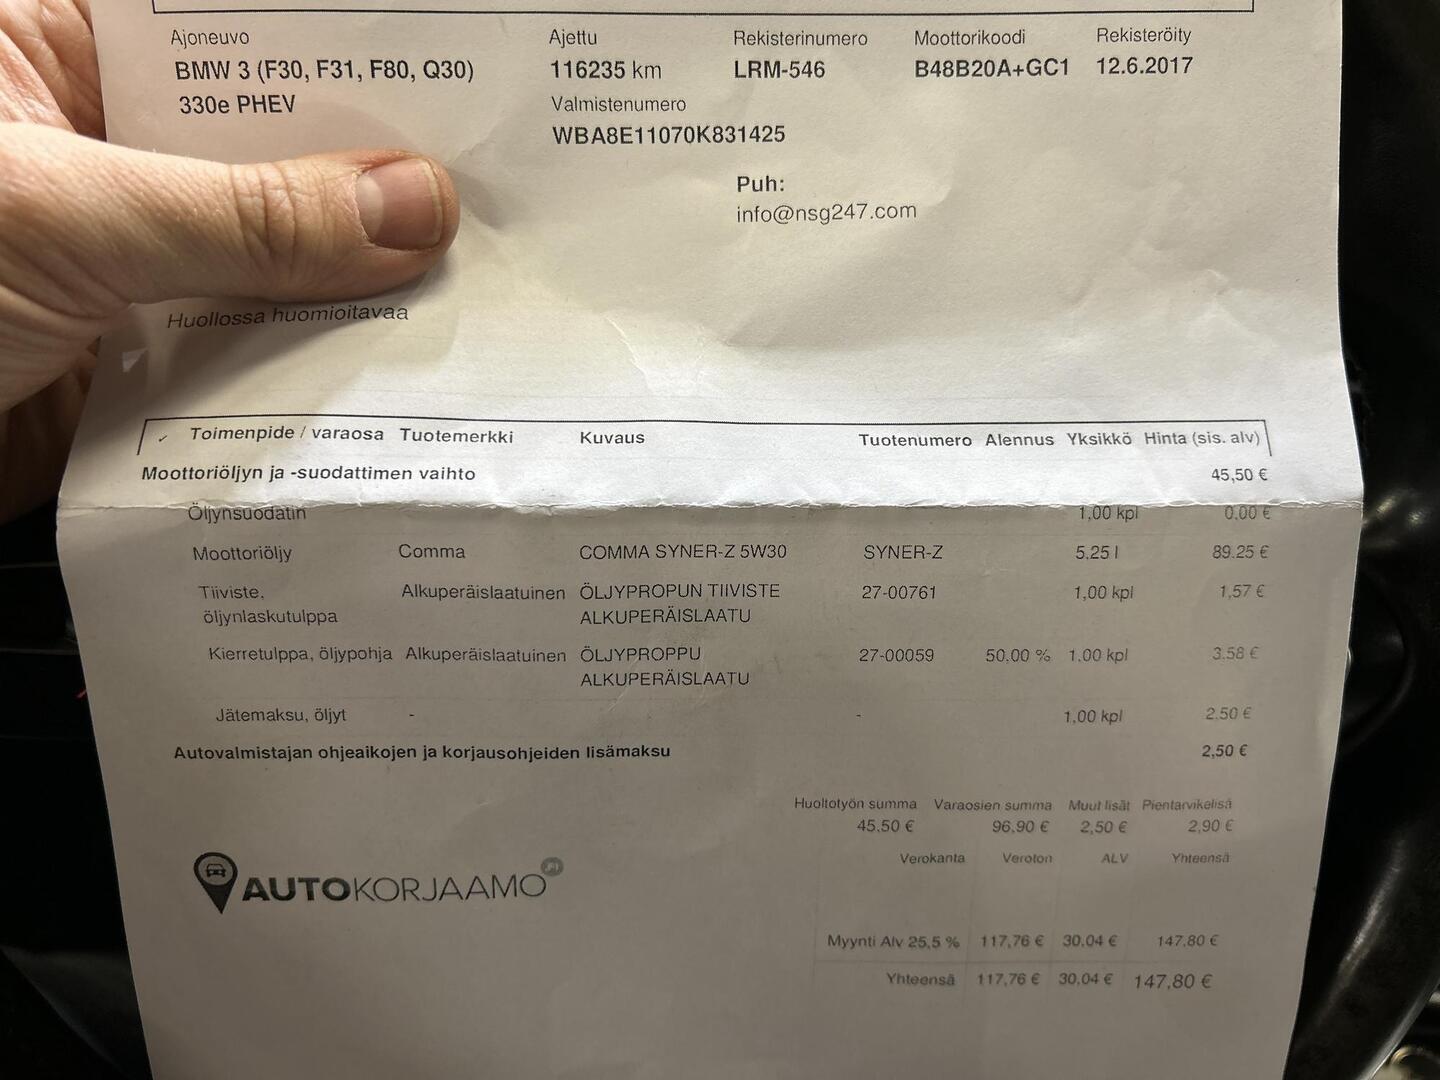 Ajoneuvo Ajettu Rekisterinumero Moottorikoodi Rekisteröity
BMW 3 (F30, F31, F80, Q30) 116235 km LRM-546 B48B20A+GC1 12.6.2017
330e PHEV Valmistenumero
WBA8E11070K831425
Puh:
info@nsg247.com
Huollossa huomioitavaa
✓ Toimenpide / varaosa Tuotemerkki Kuvaus Tuotenumero Alennus Yksikkö Hinta (sis. alv)
Moottoriöljyn ja -suodattimen vaihto 45,50 €
Öljynsuodatin 1,00 kpl 0,00 €
Moottoriöljy Comma COMMA SYNER-Z 5W30 SYNER-Z 5,25 l 89.25 €
Tiiviste, Alkuperäislaatuinen ÖLJYPROPUN TIIVISTE 27-00761 1,00 kpl 1,57 €
öljynlaskutulppa ALKUPERÄISLAATU
Kierretulppa, öljypohja Alkuperäislaatuinen ÖLJYPROPPU 27-00059 50,00 % 1,00 kpl 3,58 €
ALKUPERÄISLAATU
Jätemaksu, öljyt - - 1,00 kpl 2,50 €
Autovalmistajan ohjeaikojen ja korjausohjeiden lisämaksu 2,50 €
Huoltotyön summa Varaosien summa Muut lisät Pientarvikelisä
45,50 € 96,90 € 2,50 € 2,90 €
Verokanta Veroton ALV Yhteensä
AUTOKORJAAMO
Myynti Alv 25,5 % 117,76 € 30,04 € 147,80 €
Yhteensä 117,76 € 30,04 € 147,80 €